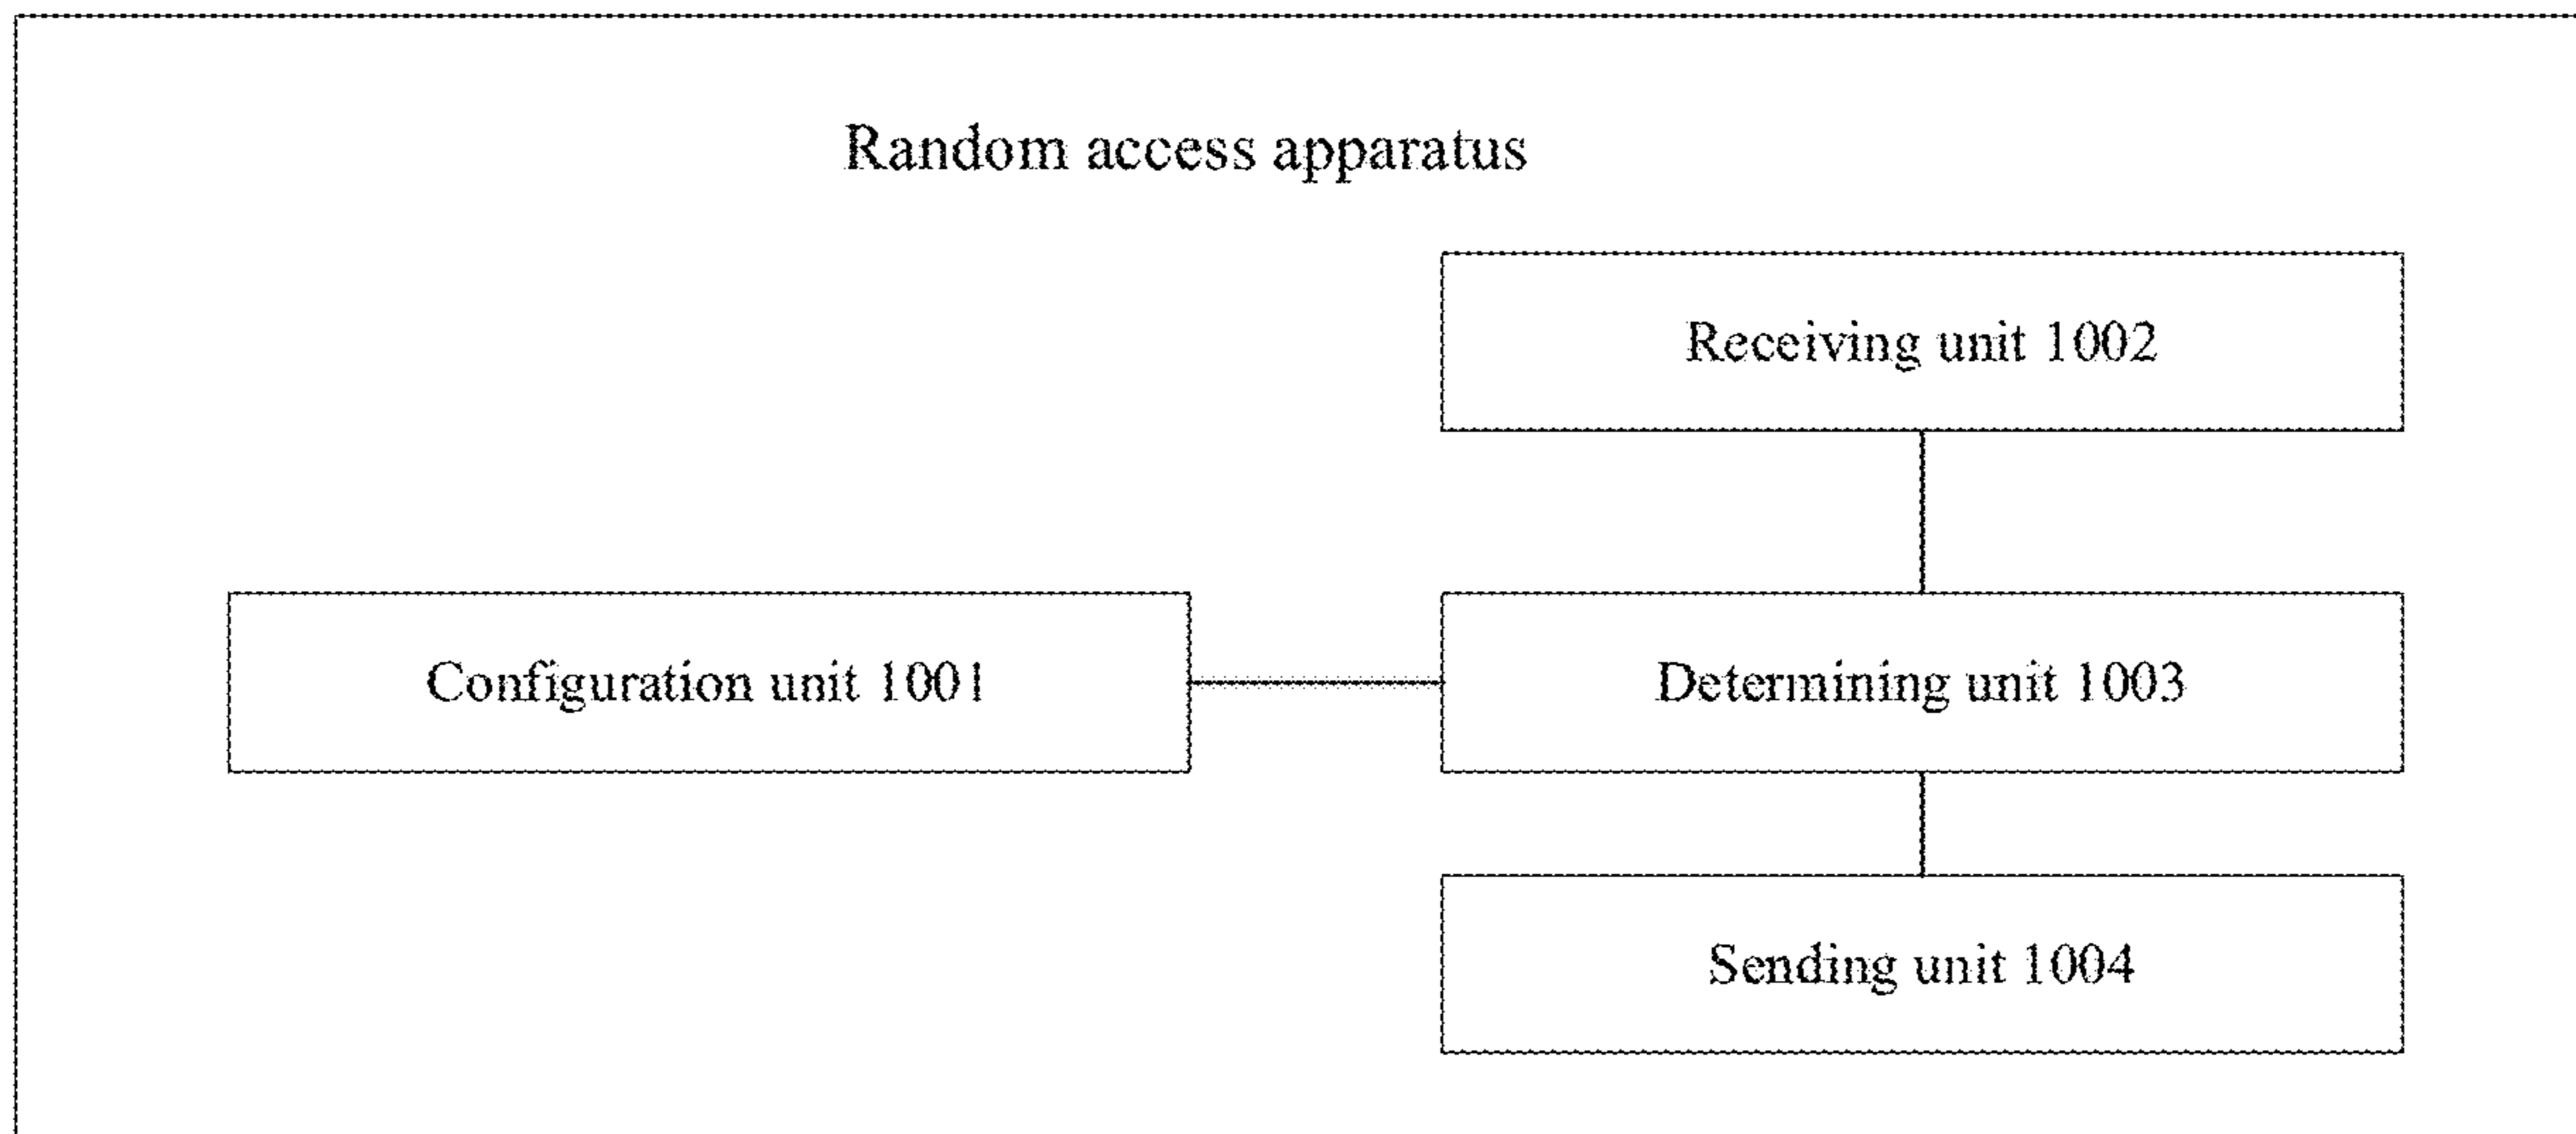 Random access apparatus
Receiving unit 1002
Configuration unit 1001
Determining unit 1003
Sending unit 1004